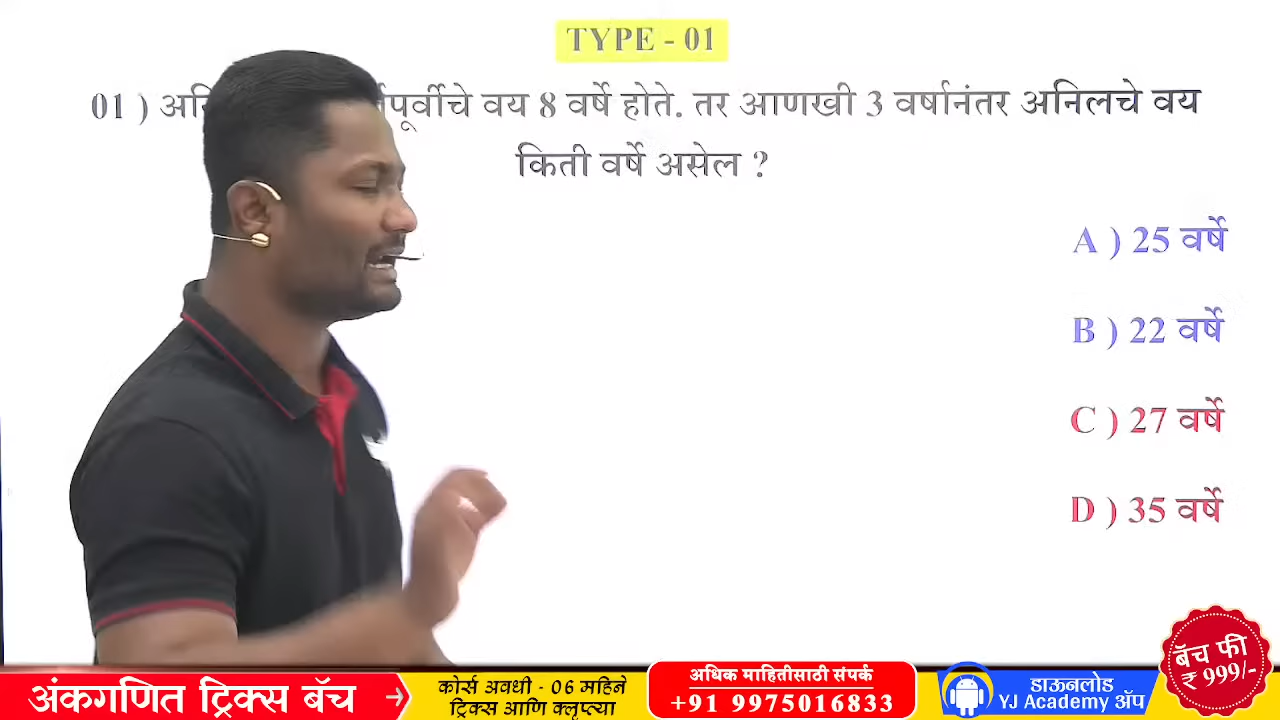 TYPE - 01
01 ) वय 8 वर्षे होते. तर आणखी 3 वर्षानंतर अनिलचे वय
किती वर्षे असेल ?
A ) 25 वर्षे
B ) 22 वर्षे
C ) 27 वर्षे
D ) 35 वर्षे
अंकगणित ट्रिक्स बॅच
कोर्स अवधी - 06 महिने
ट्रिक्स आणि क्लृप्त्या
अधिक माहितीसाठी संपर्क
+91 9975016833
डाऊनलोड
YJ Academy ॲप
बॅच फी
₹ 999/-